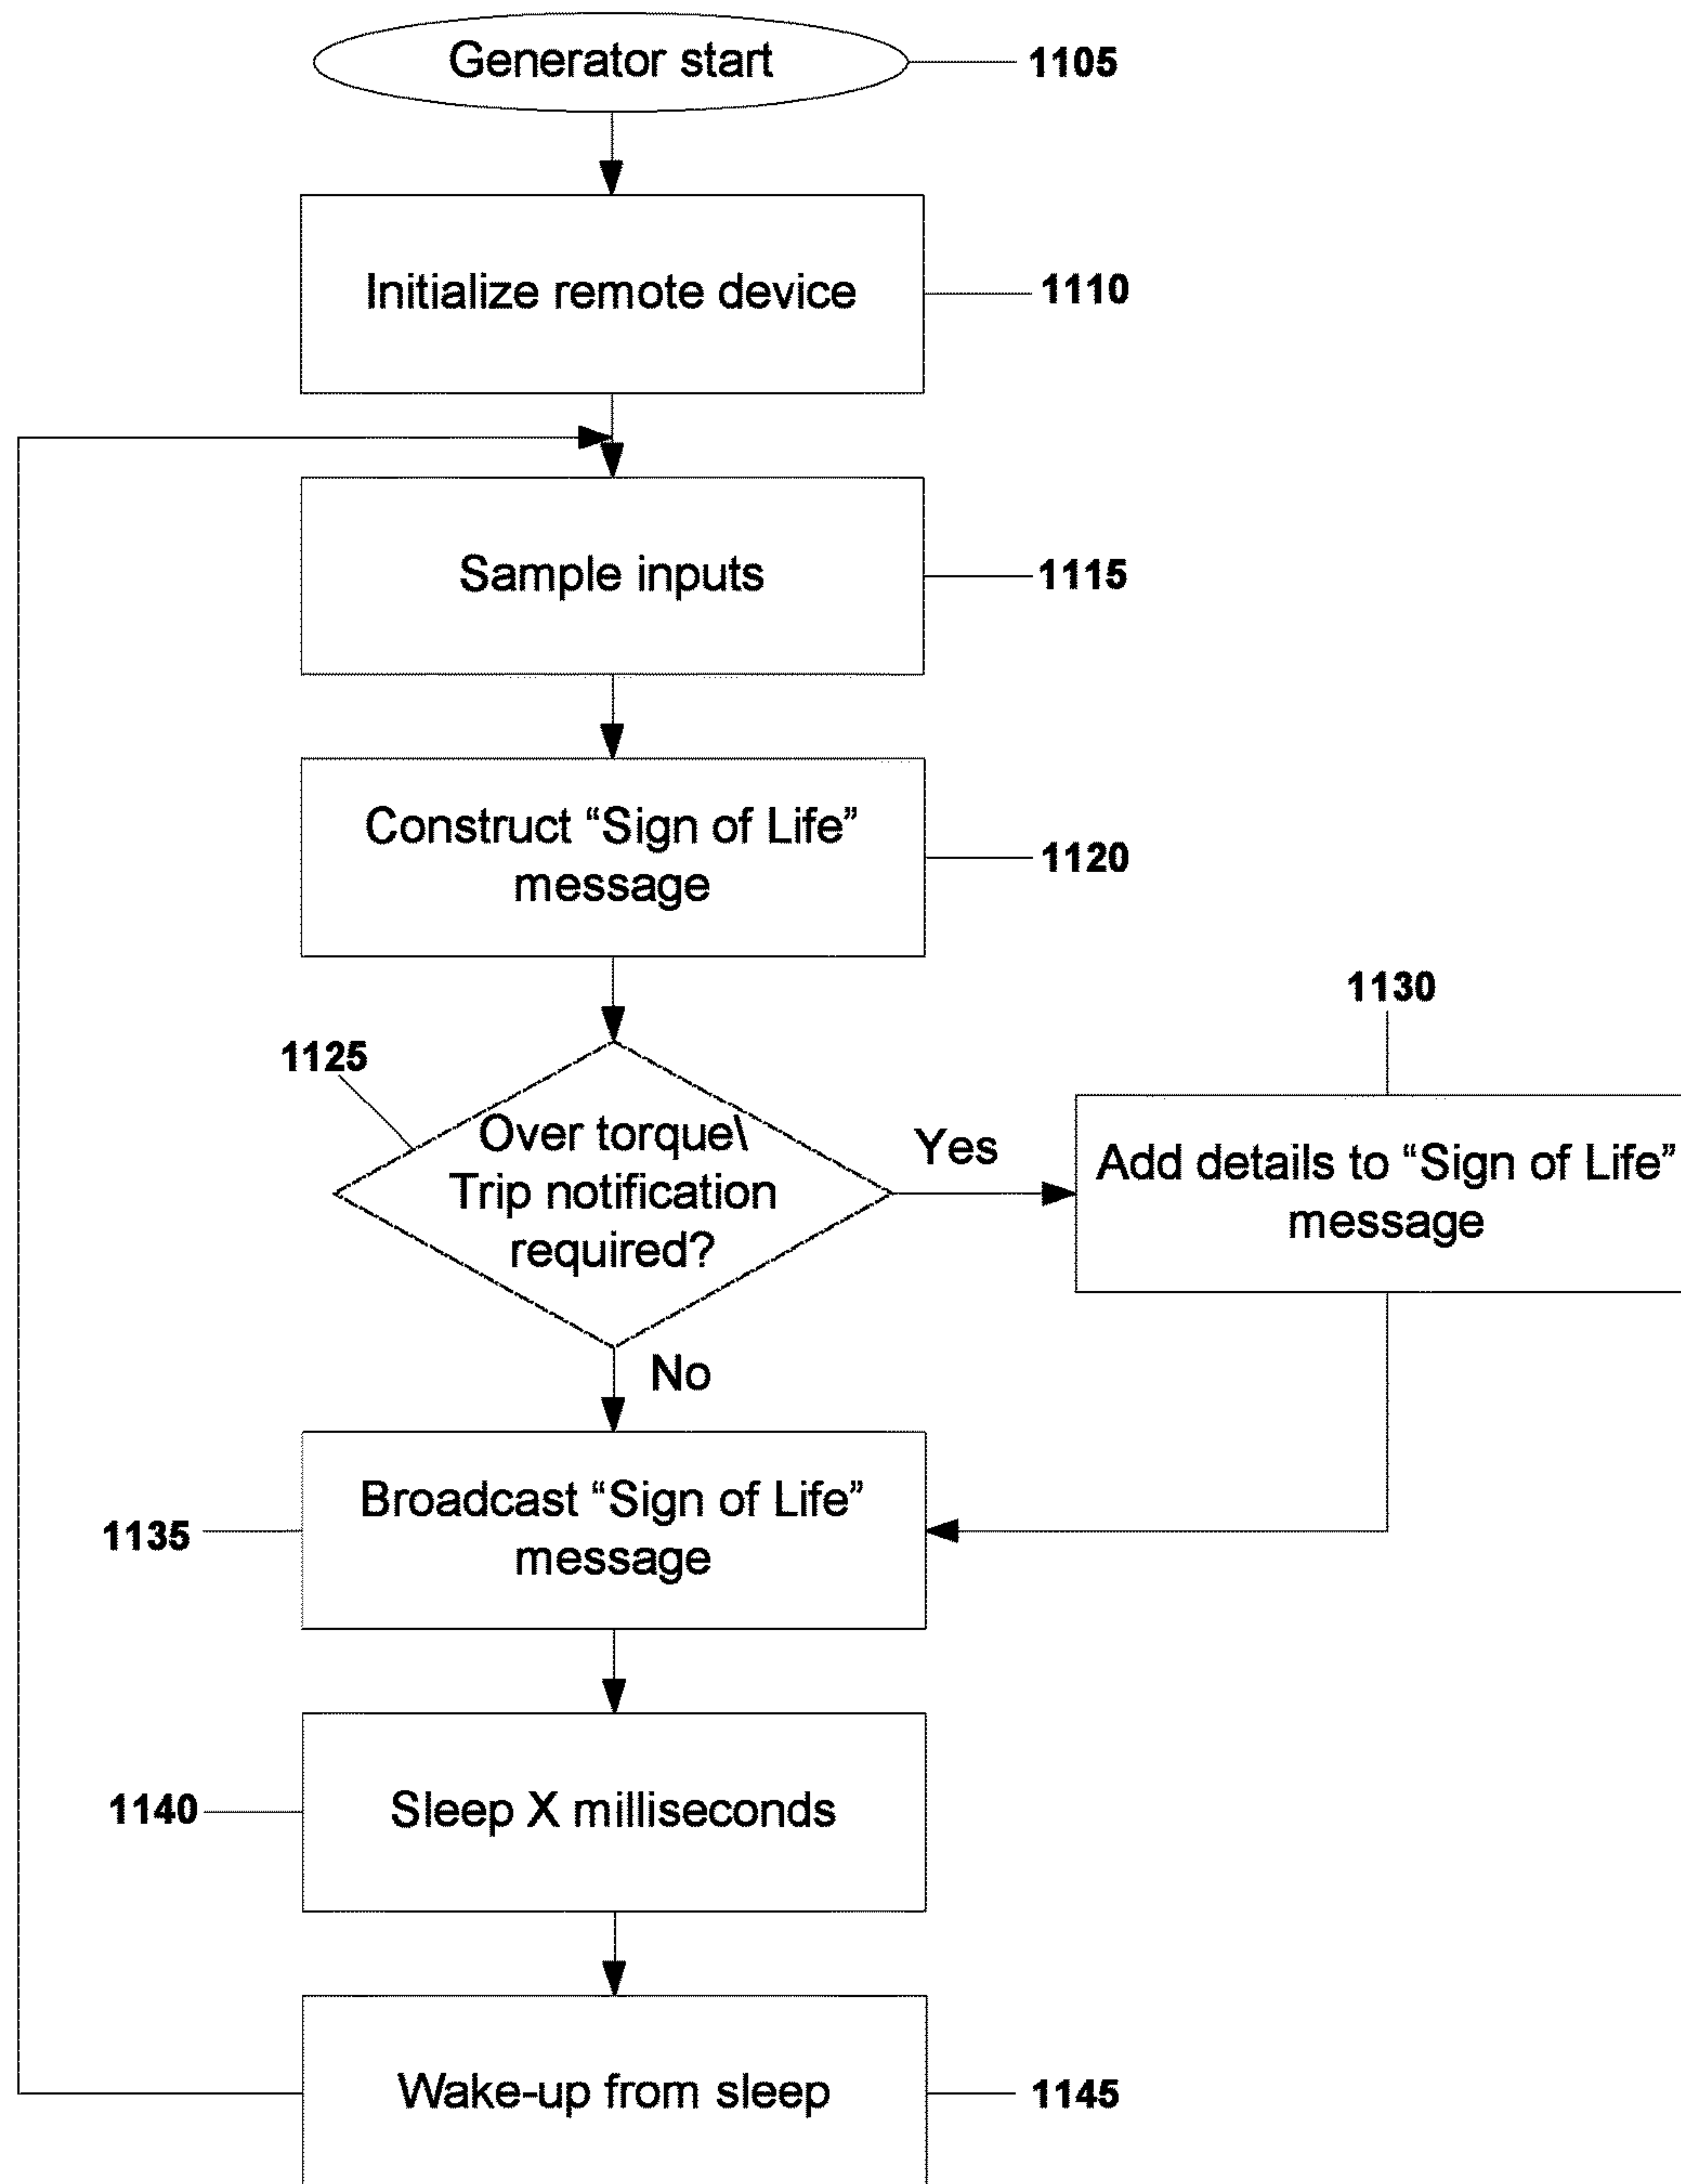 Generator start
1105
Initialize remote device
1110
Sample inputs
1115
Construct “Sign of Life”
message
1120
1125
Over torque\
Trip notification
required?
Yes
1130
Add details to “Sign of Life”
message
No
Broadcast “Sign of Life”
message
1135
Sleep X milliseconds
1140
Wake-up from sleep
1145